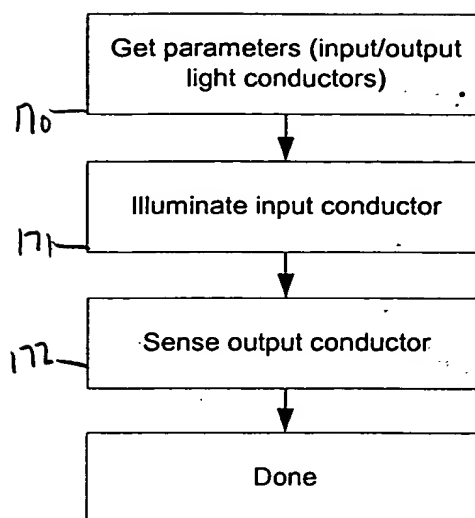 Get parameters (input/output
light conductors)
170
Illuminate input conductor
171
Sense output conductor
172
Done